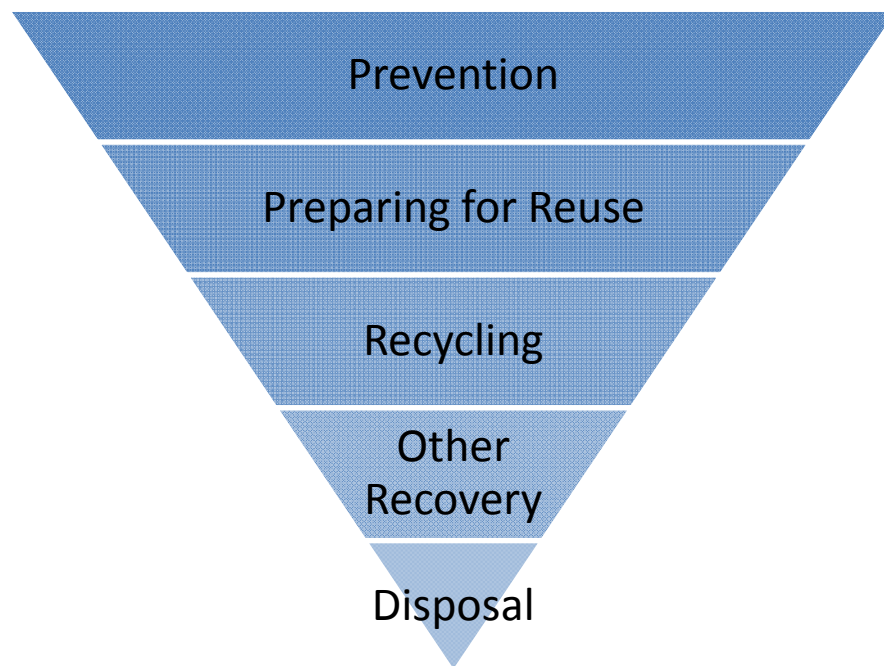 Prevention
Preparing for Reuse
Recycling
Other
Recovery
Disposal